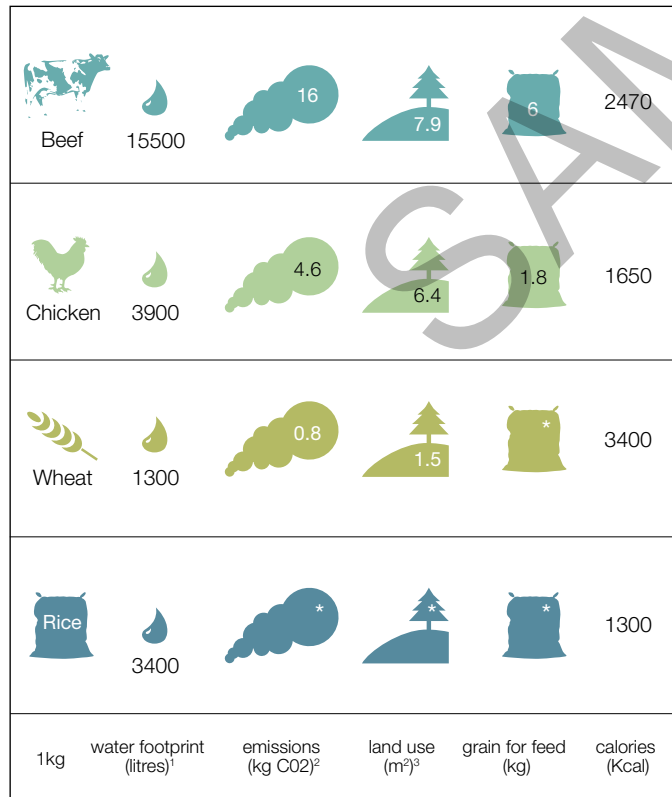 16
6
2470
7.9
Beef
15500
4.6
1.8
1650
6.4
Chicken
3900
0.8
*
3400
1.5
Wheat
1300
Rice
*
*
*
1300
3400
1kg
water footprint
(litres)1
emissions
(kg C02)2
land use
(m2)3
grain for feed
(kg)
calories
(Kcal)